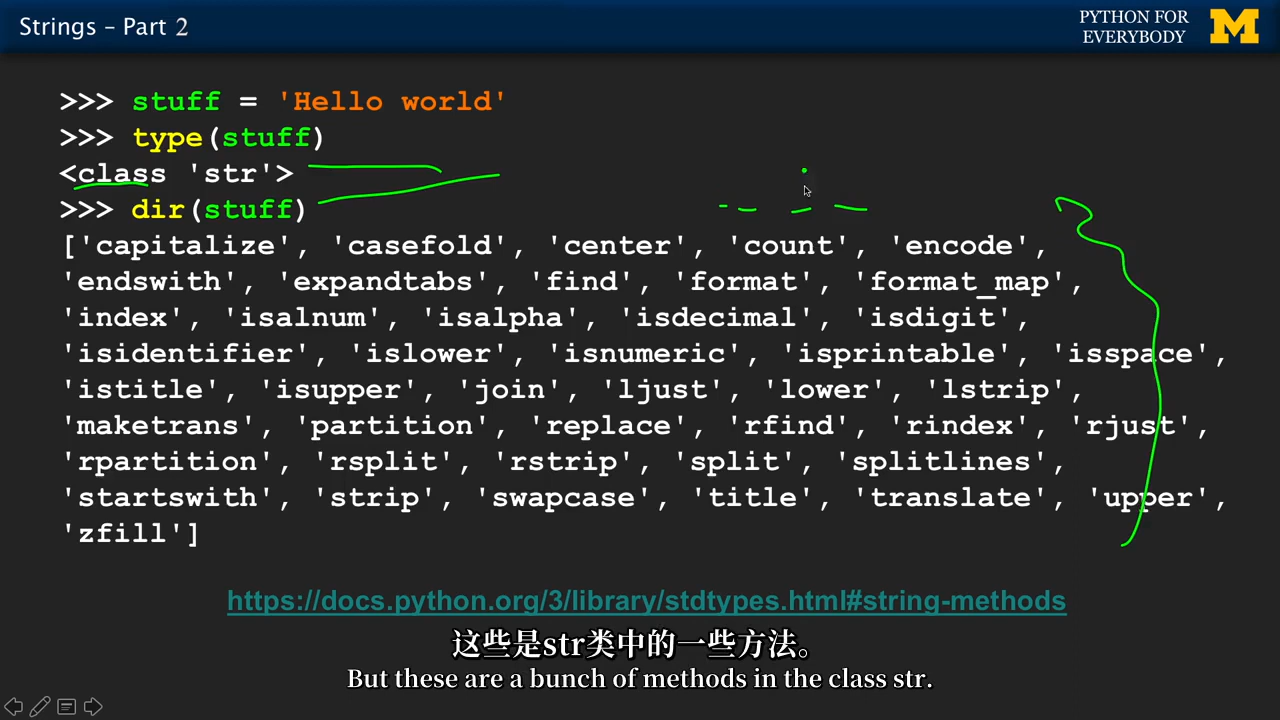 Strings – Part 2
PYTHON FOR
EVERYBODY
M
>>> stuff = 'Hello world'
>>> type(stuff)
<class 'str'>
>>> dir(stuff)
['capitalize', 'casefold', 'center', 'count', 'encode',
'endswith', 'expandtabs', 'find', 'format', 'format_map',
'index', 'isalnum', 'isalpha', 'isdecimal', 'isdigit',
'isidentifier', 'islower', 'isnumeric', 'isprintable', 'isspace',
'istitle', 'isupper', 'join', 'ljust', 'lower', 'lstrip',
'maketrans', 'partition', 'replace', 'rfind', 'rindex', 'rjust',
'rpartition', 'rsplit', 'rstrip', 'split', 'splitlines',
'startswith', 'strip', 'swapcase', 'title', 'translate', 'upper',
'zfill']
https://docs.python.org/3/library/stdtypes.html#string-methods
这些是str类中的一些方法。
But these are a bunch of methods in the class str.